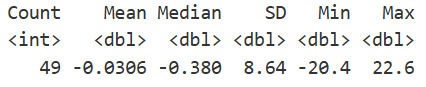 Count Mean Median SD Min Max
<int> <dbl> <dbl> <dbl> <dbl> <dbl>
49 -0.0306 -0.380 8.64 -20.4 22.6